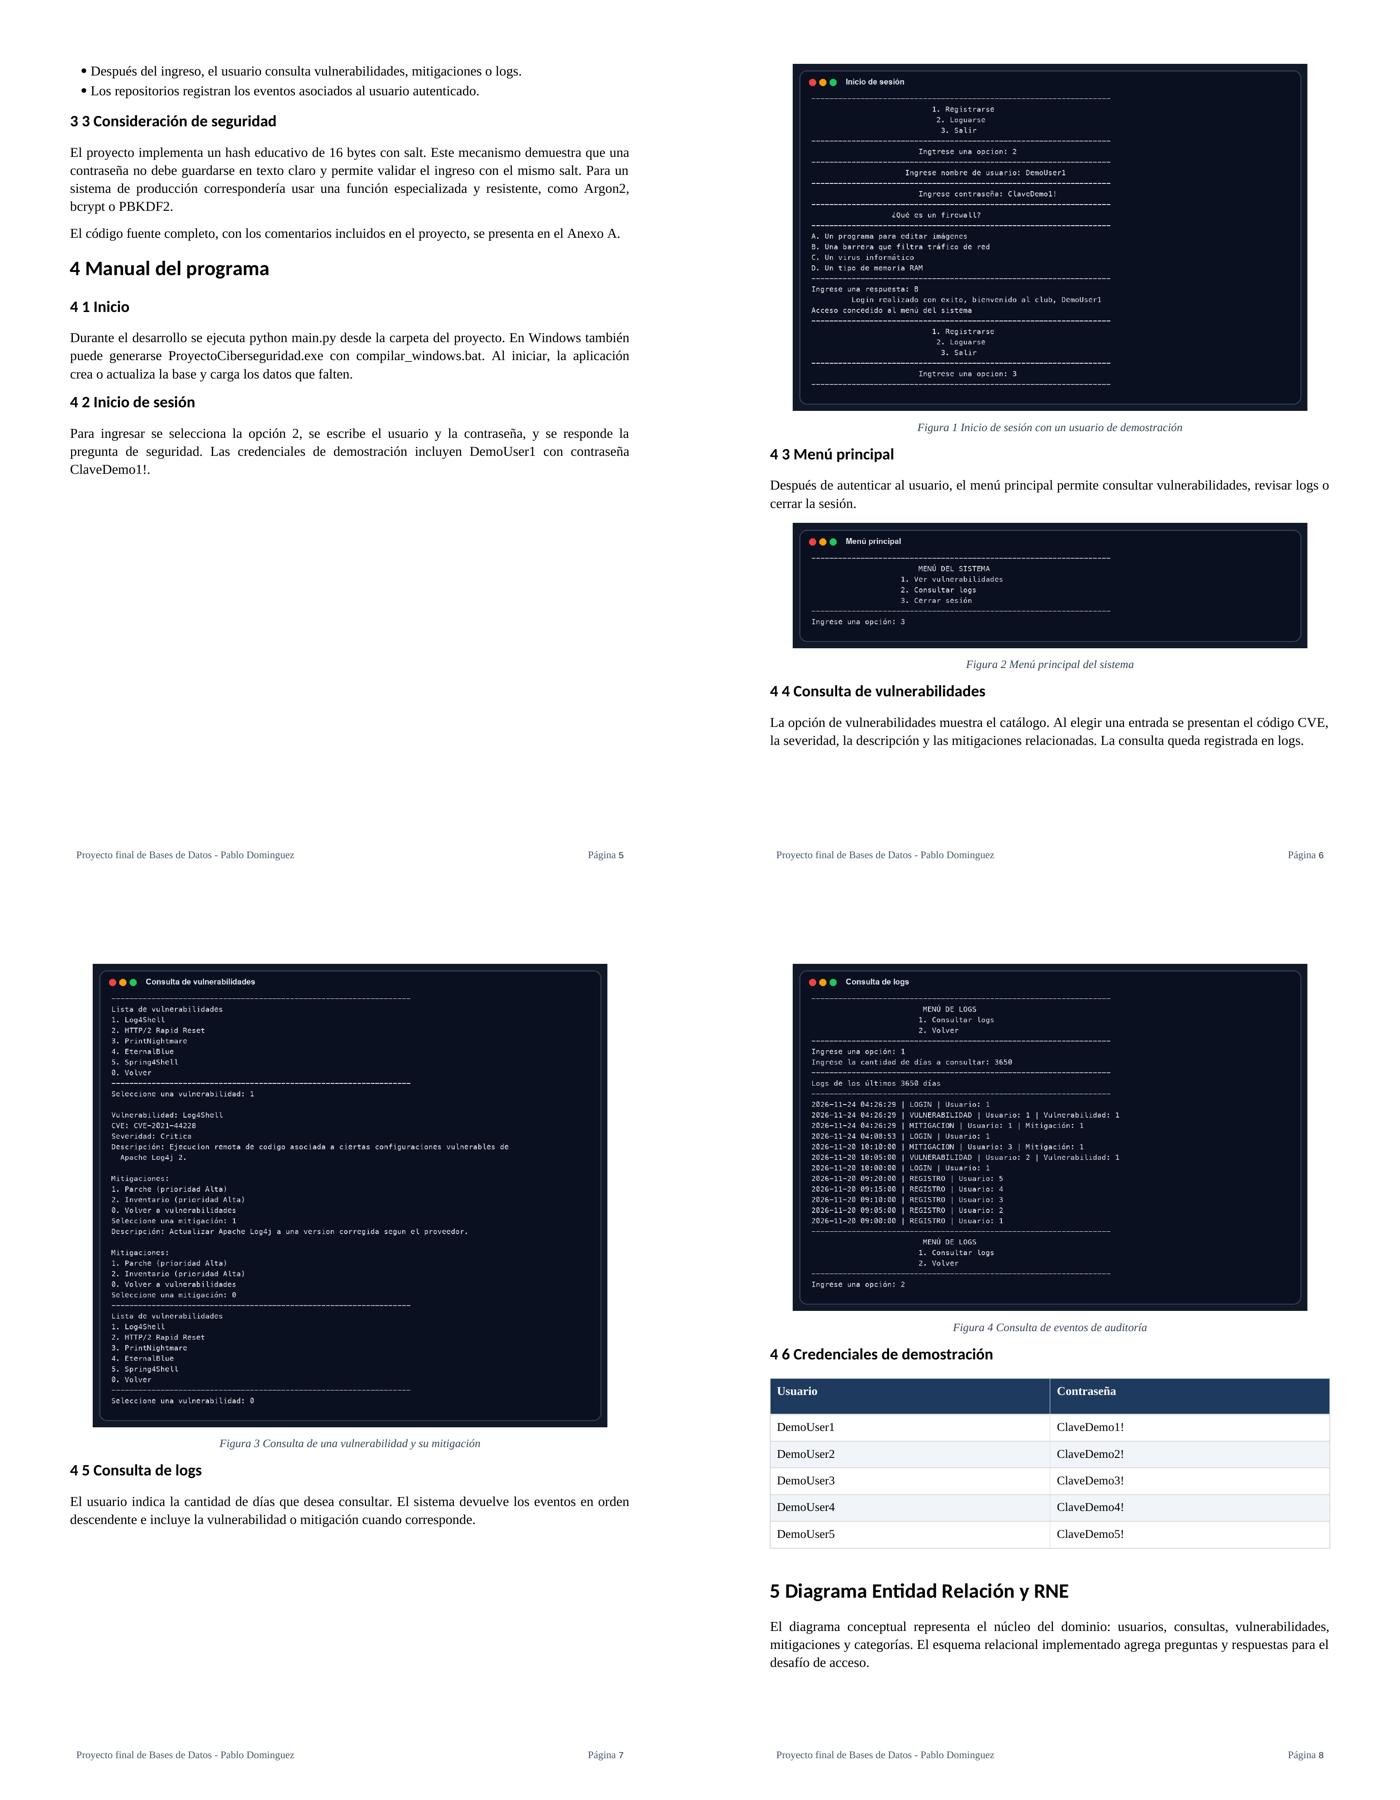 • Después del ingreso, el usuario consulta vulnerabilidades, mitigaciones o logs.
• Los repositorios registran los eventos asociados al usuario autenticado.
3 3 Consideración de seguridad
El proyecto implementa un hash educativo de 16 bytes con salt. Este mecanismo demuestra que una
contraseña no debe guardarse en texto claro y permite validar el ingreso con el mismo salt. Para un
sistema de producción correspondería usar una función especializada y resistente, como Argon2,
bcrypt o PBKDF2.
El código fuente completo, con los comentarios incluidos en el proyecto, se presenta en el Anexo A.
4 Manual del programa
4 1 Inicio
Durante el desarrollo se ejecuta python main.py desde la carpeta del proyecto. En Windows también
puede generarse ProyectoCiberseguridad.exe con compilar_windows.bat. Al iniciar, la aplicación
crea o actualiza la base y carga los datos que falten.
4 2 Inicio de sesión
Para ingresar se selecciona la opción 2, se escribe el usuario y la contraseña, y se responde la
pregunta de seguridad. Las credenciales de demostración incluyen DemoUser1 con contraseña
ClaveDemo1!.
Proyecto final de Bases de Datos - Pablo Dominguez
Página 5
Inicio de sesión
1. Registrarse
2. Loguarse
3. Salir
Ingtrese una opcion: 2
Ingrese nombre de usuario: DemoUser1
Ingrese contraseña: ClaveDemo1!
¿Qué es un firewall?
A. Un programa para editar imágenes
B. Una barrera que filtra tráfico de red
C. Un virus informático
D. Un tipo de memoria RAM
Ingrese una respuesta: B
Login realizado con exito, bienvenido al club, DemoUser1
Acceso concedido al menú del sistema
1. Registrarse
2. Loguarse
3. Salir
Ingtrese una opcion: 3
Figura 1 Inicio de sesión con un usuario de demostración
4 3 Menú principal
Después de autenticar al usuario, el menú principal permite consultar vulnerabilidades, revisar logs o
cerrar la sesión.
Menú principal
MENÚ DEL SISTEMA
1. Ver vulnerabilidades
2. Consultar logs
3. Cerrar sesión
Ingrese una opción: 3
Figura 2 Menú principal del sistema
4 4 Consulta de vulnerabilidades
La opción de vulnerabilidades muestra el catálogo. Al elegir una entrada se presentan el código CVE,
la severidad, la descripción y las mitigaciones relacionadas. La consulta queda registrada en logs.
Proyecto final de Bases de Datos - Pablo Dominguez
Página 6
Consulta de vulnerabilidades
Lista de vulnerabilidades
1. Log4Shell
2. HTTP/2 Rapid Reset
3. PrintNightmare
4. EternalBlue
5. Spring4Shell
0. Volver
Seleccione una vulnerabilidad: 1
Vulnerabilidad: Log4Shell
CVE: CVE-2021-44228
Severidad: Critica
Descripción: Ejecucion remota de codigo asociada a ciertas configuraciones vulnerables de
Apache Log4j 2.
Mitigaciones:
1. Parche (prioridad Alta)
2. Inventario (prioridad Alta)
0. Volver a vulnerabilidades
Seleccione una mitigación: 1
Descripción: Actualizar Apache Log4j a una version corregida segun el proveedor.
Mitigaciones:
1. Parche (prioridad Alta)
2. Inventario (prioridad Alta)
0. Volver a vulnerabilidades
Seleccione una mitigación: 0
Lista de vulnerabilidades
1. Log4Shell
2. HTTP/2 Rapid Reset
3. PrintNightmare
4. EternalBlue
5. Spring4Shell
0. Volver
Seleccione una vulnerabilidad: 0
Figura 3 Consulta de una vulnerabilidad y su mitigación
4 5 Consulta de logs
El usuario indica la cantidad de días que desea consultar. El sistema devuelve los eventos en orden
descendente e incluye la vulnerabilidad o mitigación cuando corresponde.
Proyecto final de Bases de Datos - Pablo Dominguez
Página 7
Consulta de logs
MENÚ DE LOGS
1. Consultar logs
2. Volver
Ingrese una opción: 1
Ingrese la cantidad de días a consultar: 3650
Logs de los últimos 3650 días
2026-11-24 04:26:29 | LOGIN | Usuario: 1
2026-11-24 04:26:29 | VULNERABILIDAD | Usuario: 1 | Vulnerabilidad: 1
2026-11-24 04:26:29 | MITIGACION | Usuario: 1 | Mitigación: 1
2026-11-24 04:08:53 | LOGIN | Usuario: 1
2026-11-20 10:10:00 | MITIGACION | Usuario: 3 | Mitigación: 1
2026-11-20 10:05:00 | VULNERABILIDAD | Usuario: 2 | Vulnerabilidad: 1
2026-11-20 10:00:00 | LOGIN | Usuario: 1
2026-11-20 09:20:00 | REGISTRO | Usuario: 5
2026-11-20 09:15:00 | REGISTRO | Usuario: 4
2026-11-20 09:10:00 | REGISTRO | Usuario: 3
2026-11-20 09:05:00 | REGISTRO | Usuario: 2
2026-11-20 09:00:00 | REGISTRO | Usuario: 1
MENÚ DE LOGS
1. Consultar logs
2. Volver
Ingrese una opción: 2
Figura 4 Consulta de eventos de auditoría
4 6 Credenciales de demostración
Usuario
Contraseña
DemoUser1
ClaveDemo1!
DemoUser2
ClaveDemo2!
DemoUser3
ClaveDemo3!
DemoUser4
ClaveDemo4!
DemoUser5
ClaveDemo5!
5 Diagrama Entidad Relación y RNE
El diagrama conceptual representa el núcleo del dominio: usuarios, consultas, vulnerabilidades,
mitigaciones y categorías. El esquema relacional implementado agrega preguntas y respuestas para el
desafío de acceso.
Proyecto final de Bases de Datos - Pablo Dominguez
Página 8